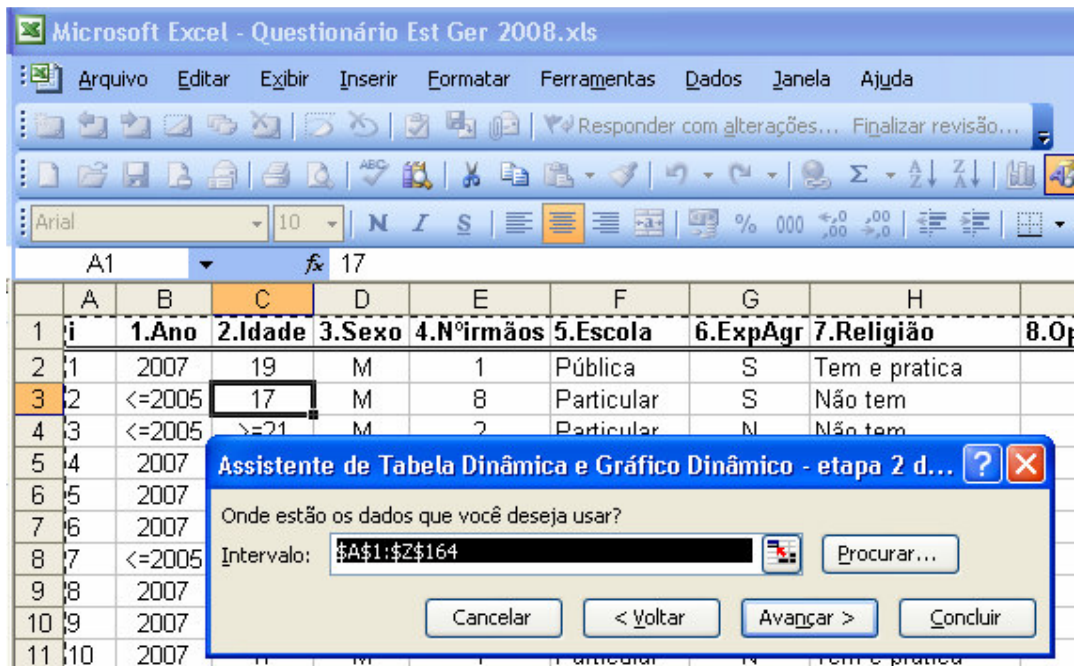 Microsoft Excel - Questionário Est Ger 2008.xls
Arquivo Editar Exibir Inserir Formatar Ferramentas Dados Janela Ajuda
Responder com alterações... Finalizar revisão...
ABC Σ A Z Z A
Arial 10 N I S % 000
A1 fx 17
A B C D E F G H
1 i 1.Ano 2.Idade 3.Sexo 4.Nºirmãos 5.Escola 6.ExpAgr 7.Religião
2 1 2007 19 M 1 Pública S Tem e pratica
3 2 <=2005 17 M 8 Particular S Não tem
4 3 <=2005 >=21 M 2 Particular N Não tem
5 4 2007
Assistente de Tabela Dinâmica e Gráfico Dinâmico - etapa 2 d...
6 5 2007
Onde estão os dados que você deseja usar?
7 6 2007
8 7 <=2005
Intervalo: $A$1:$Z$164 Procurar...
9 8 2007
10 9 2007
Cancelar < Voltar Avançar > Concluir
11 10 2007